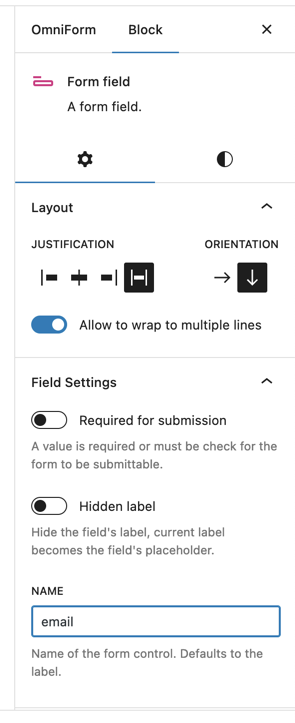 OmniForm Block
Form field
A form field.
Layout
JUSTIFICATION ORIENTATION
Allow to wrap to multiple lines
Field Settings
Required for submission
A value is required or must be check for the
form to be submittable.
Hidden label
Hide the field's label, current label
becomes the field's placeholder.
NAME
email
Name of the form control. Defaults to the
label.